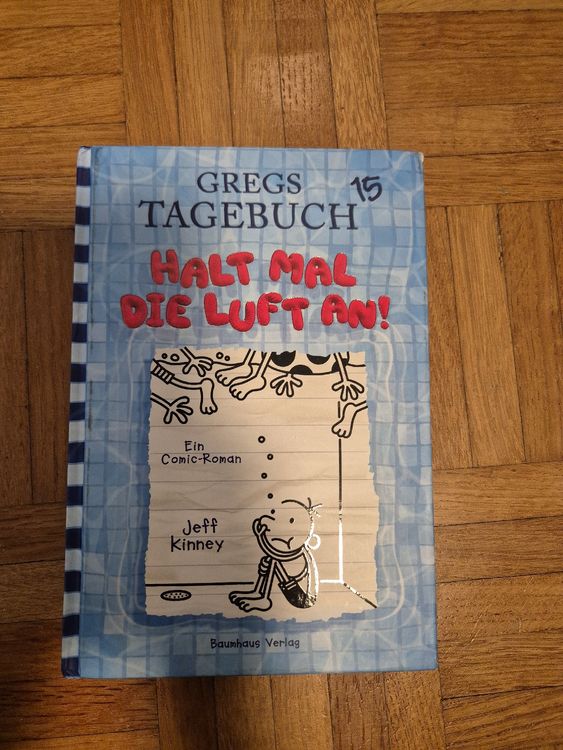 GREGS
TAGEBUCH 15
HALT MAL
DIE LUFT AN!
Ein
Comic-Roman
Jeff
Kinney
Baumhaus Verlag